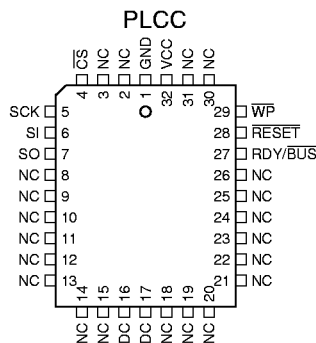 PLCC
CS NC NC GND VCC NC NC
4 3 2 1 32 31 30
SCK 5 29 WP
SI 6 28 RESET
SO 7 27 RDY/BUS
NC 8 26 NC
NC 9 25 NC
NC 10 24 NC
NC 11 23 NC
NC 12 22 NC
NC 13 21 NC
14 15 16 17 18 19 20
NC NC DC DC NC NC NC